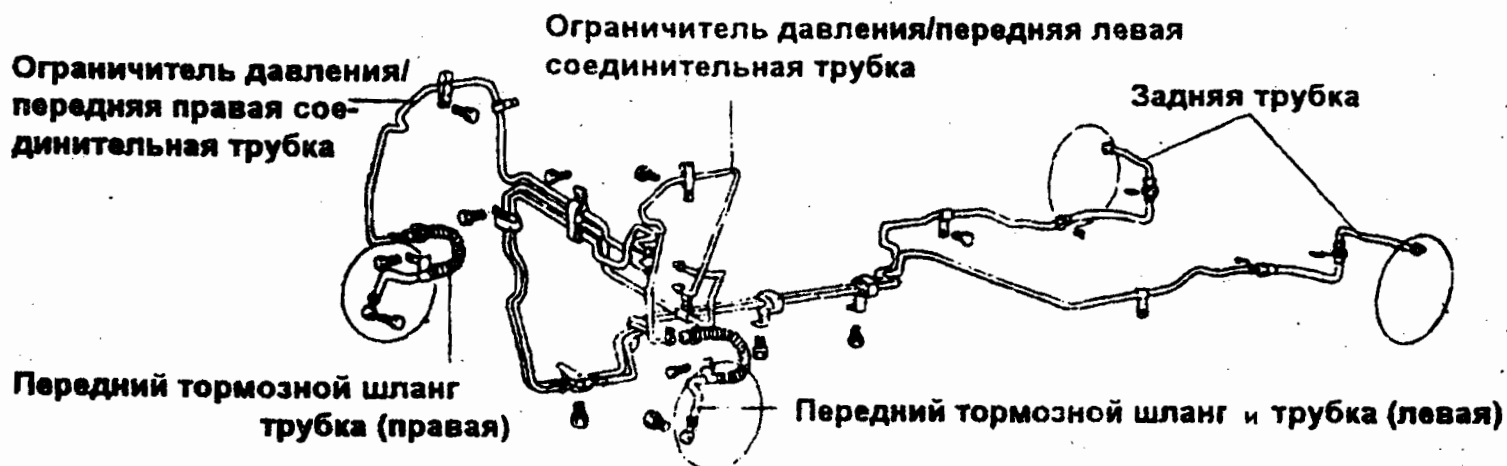 Ограничитель давления/передняя левая
соединительная трубка
Ограничитель давления/
передняя правая сое-
динительная трубка
Задняя трубка
Передний тормозной шланг
трубка (правая)
Передний тормозной шланг и трубка (левая)